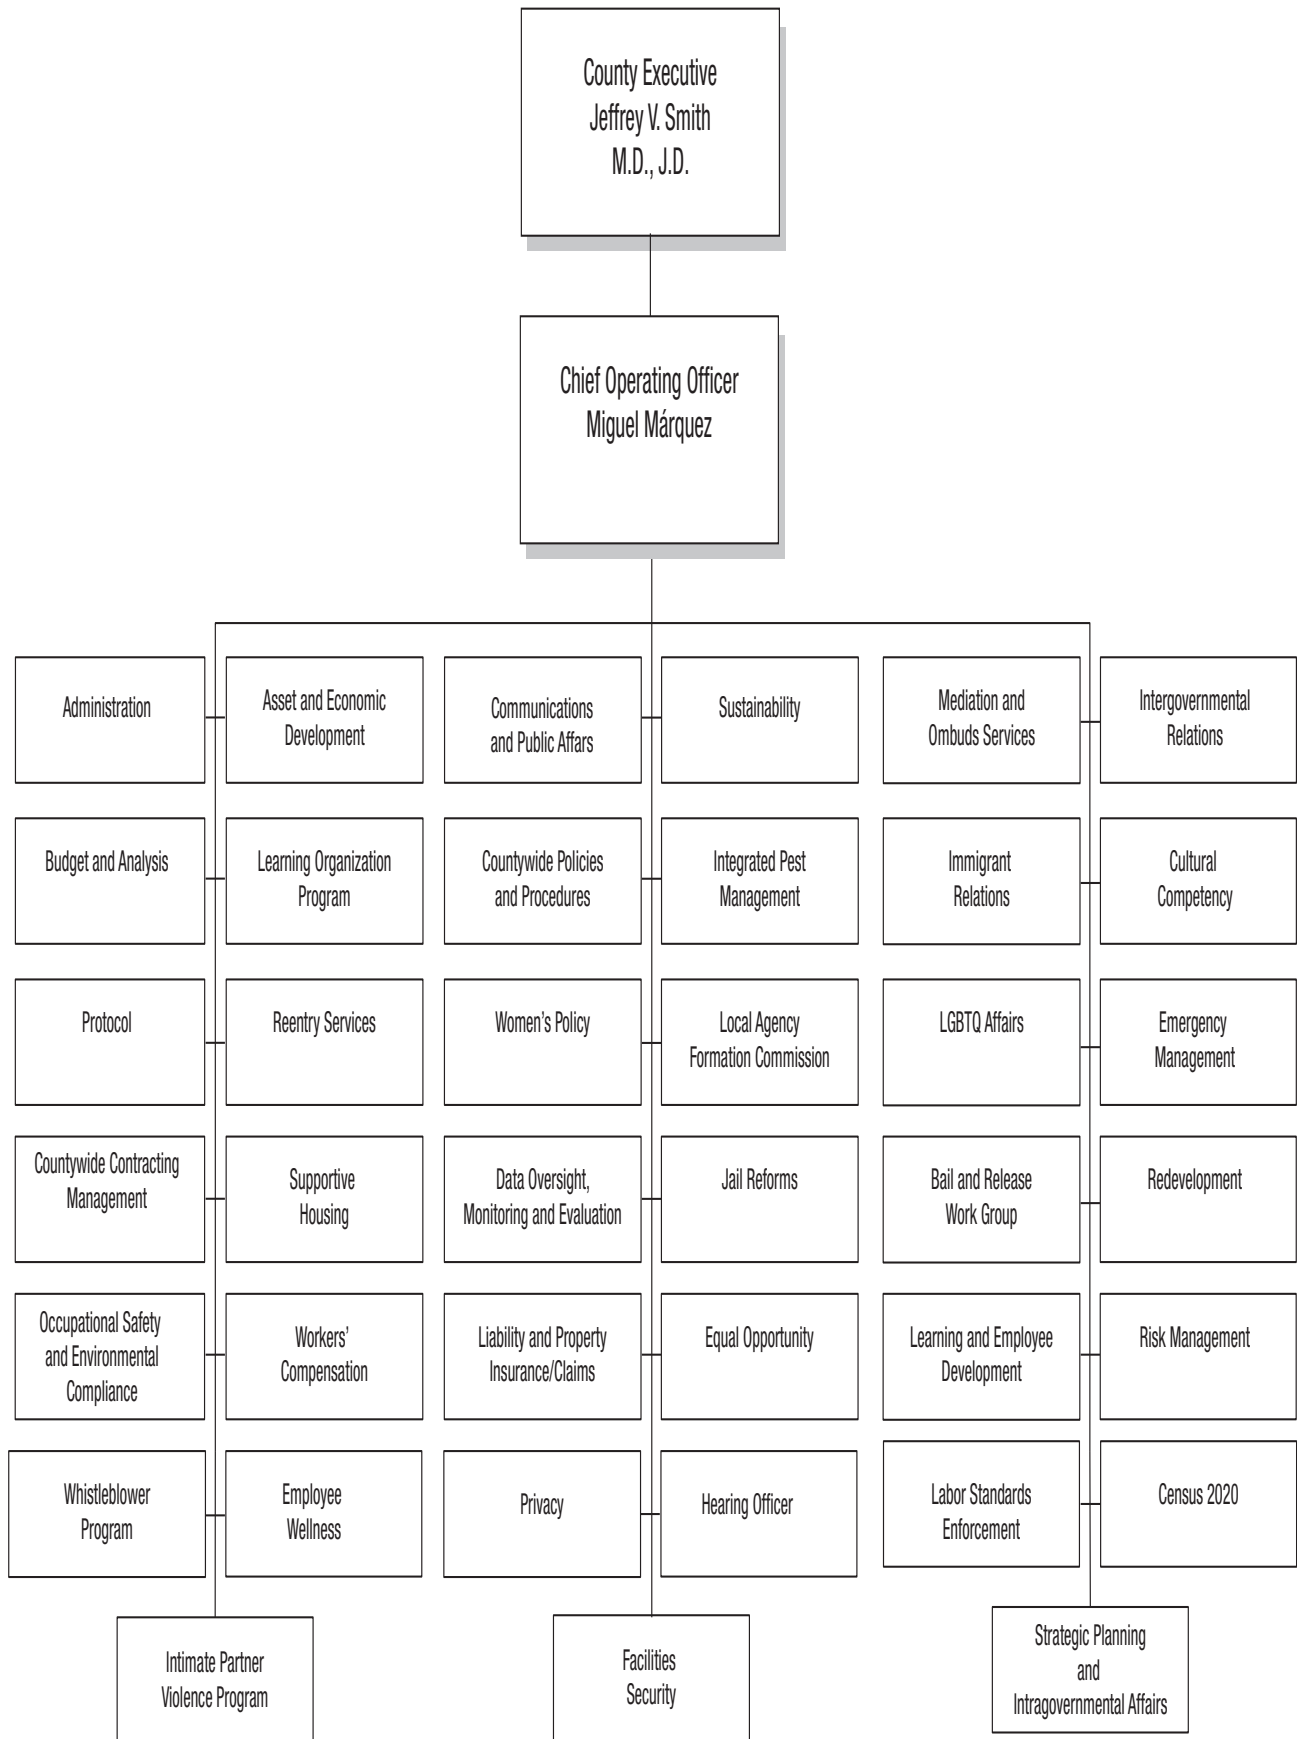 County Executive
Jeffrey V. Smith
M.D., J.D.
Chief Operating Officer
Miguel Márquez
Administration
Asset and Economic
Development
Communications
and Public Affars
Sustainability
Mediation and
Ombuds Services
Intergovernmental
Relations
Budget and Analysis
Learning Organization
Program
Countywide Policies
and Procedures
Integrated Pest
Management
Immigrant
Relations
Cultural
Competency
Protocol
Reentry Services
Women's Policy
Local Agency
Formation Commission
LGBTQ Affairs
Emergency
Management
Countywide Contracting
Management
Supportive
Housing
Data Oversight,
Monitoring and Evaluation
Jail Reforms
Bail and Release
Work Group
Redevelopment
Occupational Safety
and Environmental
Compliance
Workers'
Compensation
Liability and Property
Insurance/Claims
Equal Opportunity
Learning and Employee
Development
Risk Management
Whistleblower
Program
Employee
Wellness
Privacy
Hearing Officer
Labor Standards
Enforcement
Census 2020
Intimate Partner
Violence Program
Facilities
Security
Strategic Planning
and
Intragovernmental Affairs